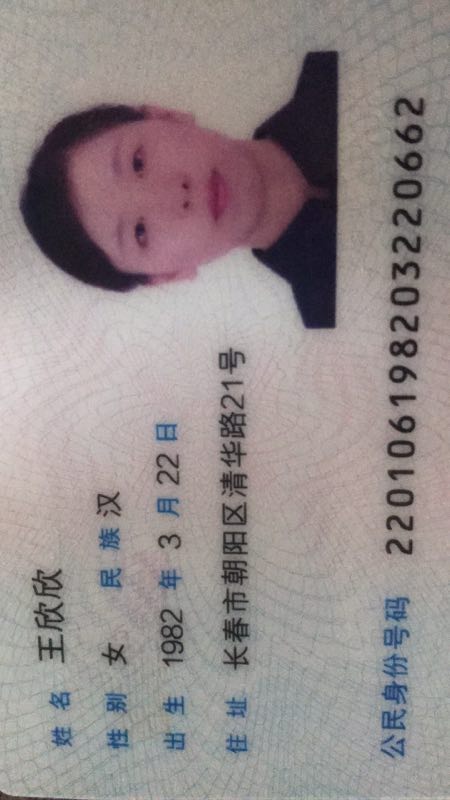 姓名 王欣欣
性别 女 民族 汉
出生 1982 年 3 月 22 日
住址 长春市朝阳区清华路21号
公民身份号码 220106198203220662